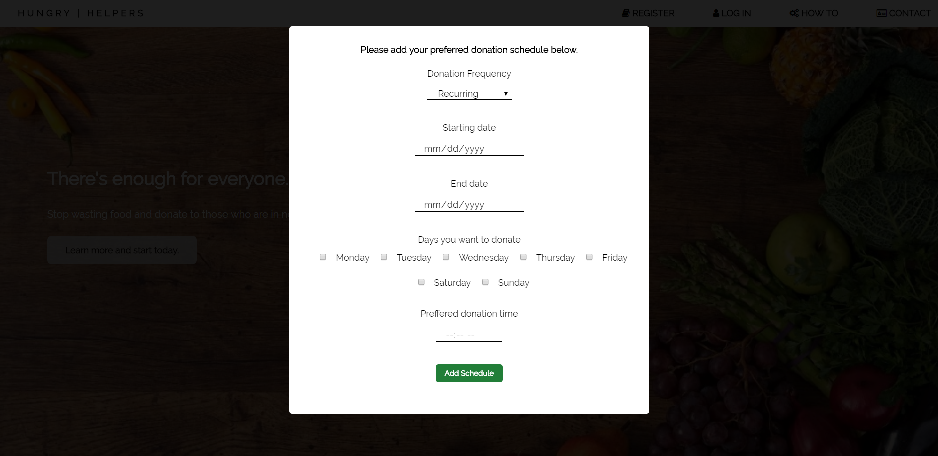 HUNGRY | HELPERS REGISTER LOG IN HOW TO CONTACT
Please add your preferred donation schedule below.
Donation Frequency
Recurring
Starting date
mm/dd/yyyy
There's enough for everyone.
End date
mm/dd/yyyy
Stop wasting food and donate to those who are in n
Days you want to donate
Learn more and start today.
Monday Tuesday Wednesday Thursday Friday
Saturday Sunday
Preffered donation time
--:-- --
Add Schedule